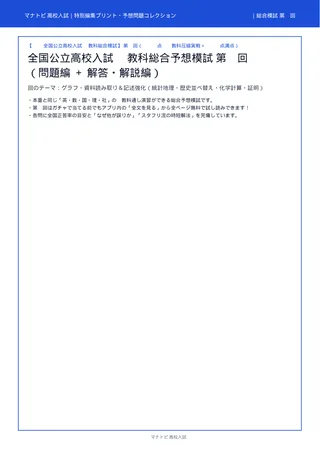 マナトビ 高校入試 | 特別編集プリント・予想問題コレクション
| 総合模試 第 回
【 全国公立高校入試 教科総合模試 】 第 回 ( 点 教科圧縮実戦 + 点満点 )
全国公立高校入試 教科総合予想模試 第 回
( 問題編 + 解答・解説編 )
回のテーマ：グラフ・資料読み取り＆記述強化 ( 統計地理・歴史並べ替え・化学計算・証明 )
・本番と同じ「英・数・国・理・社」の 教科通し演習ができる総合予想模試です。
・第 回はガチャで当てる前でもアプリ内の「全文を見る」から全ページ無料で試し読みできます！
・各問に全国正答率の目安と「なぜ他が誤りか」「スタフリ流の時短解法」を完備しています。
マナトビ 高校入試